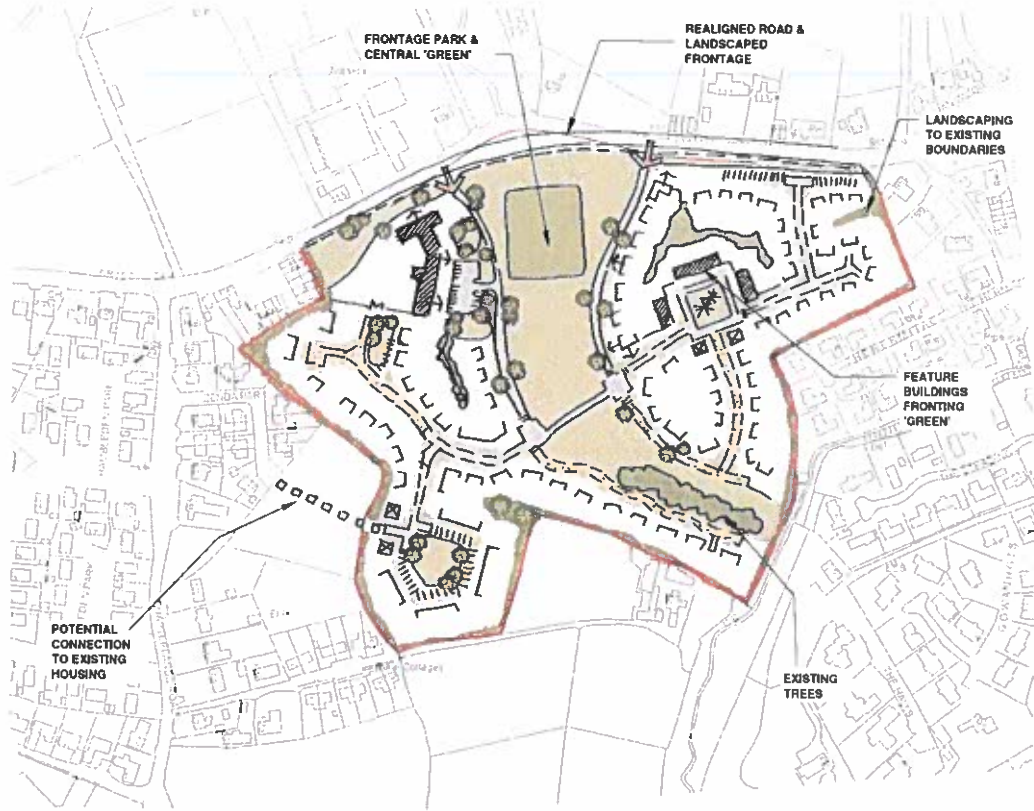 FRONTAGE PARK &
CENTRAL 'GREEN'
REALIGNED ROAD &
LANDSCAPED
FRONTAGE
LANDSCAPING
TO EXISTING
BOUNDARIES
FEATURE
BUILDINGS
FRONTING
'GREEN'
POTENTIAL
CONNECTION
TO EXISTING
HOUSING
EXISTING
TREES